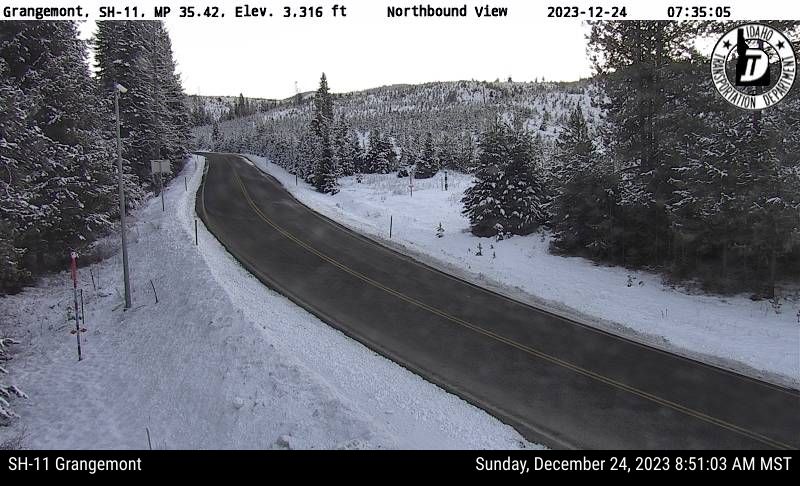 Grangemont, SH-11, MP 35.42, Elev. 3,316 ft Northbound View 2023-12-24 07:35:05
IDAHO
TRANSPORTATION DEPARTMENT
SH-11 Grangemont Sunday, December 24, 2023 8:51:03 AM MST